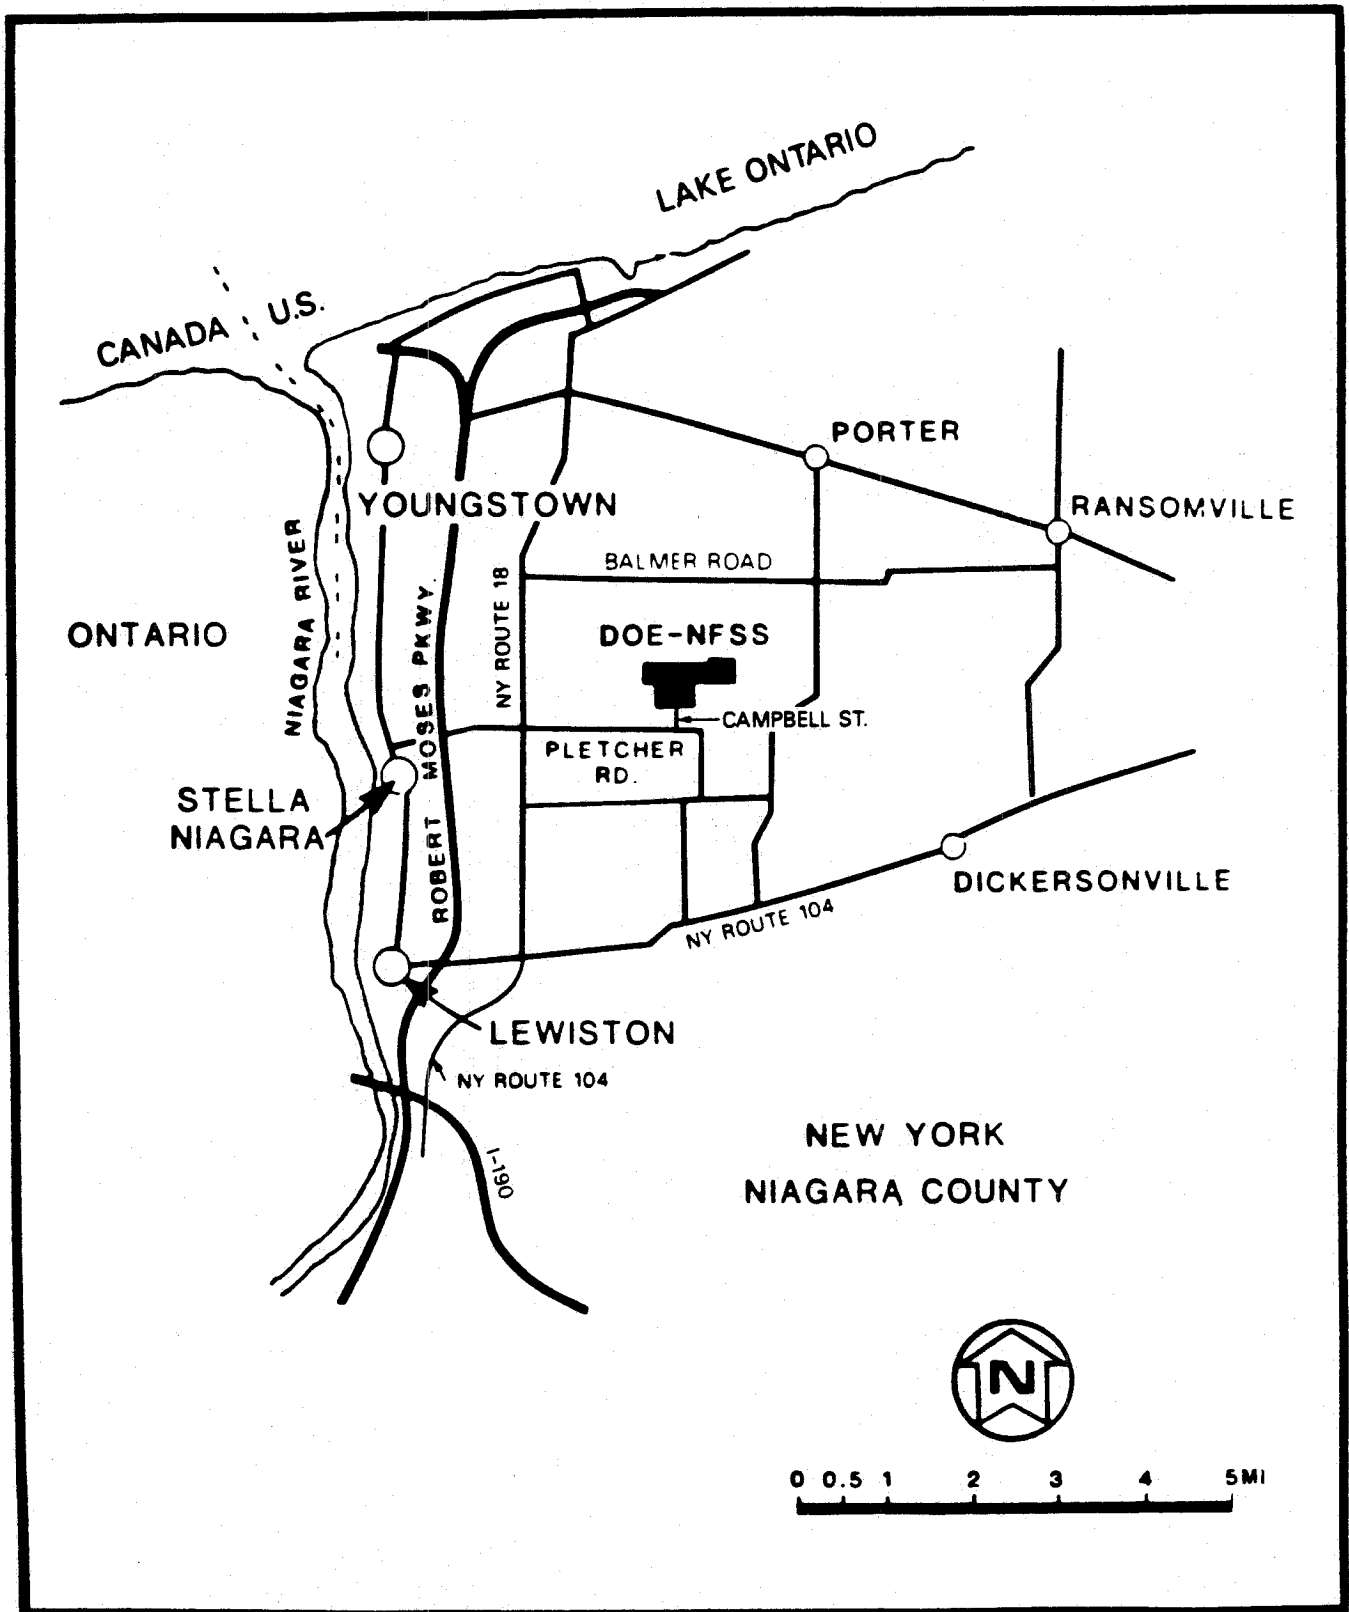 LAKE ONTARIO
CANADA
U.S.
PORTER
YOUNGSTOWN
RANSOMVILLE
BALMER ROAD
NIAGARA RIVER
NY ROUTE 18
ONTARIO
DOE-NFSS
ROBERT MOSES PKWY.
CAMPBELL ST.
PLETCHER
RD.
STELLA
NIAGARA
DICKERSONVILLE
NY ROUTE 104
LEWISTON
NY ROUTE 104
NEW YORK
I-190
NIAGARA COUNTY
N
0 0.5 1 2 3 4 5MI